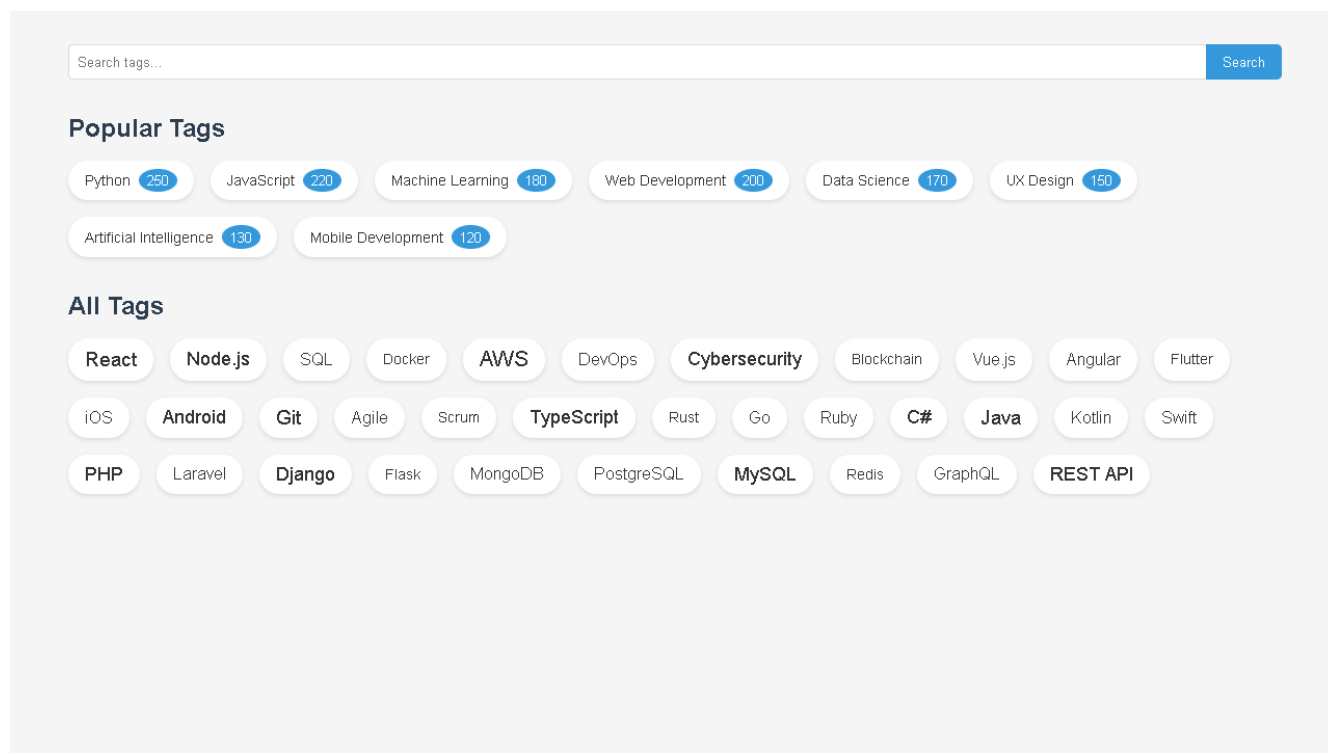 Search tags... Search
Popular Tags
Python 250 JavaScript 220 Machine Learning 180 Web Development 200 Data Science 170 UX Design 150
Artificial Intelligence 130 Mobile Development 120
All Tags
React Node.js SQL Docker AWS DevOps Cybersecurity Blockchain Vue.js Angular Flutter
iOS Android Git Agile Scrum TypeScript Rust Go Ruby C# Java Kotlin Swift
PHP Laravel Django Flask MongoDB PostgreSQL MySQL Redis GraphQL REST API